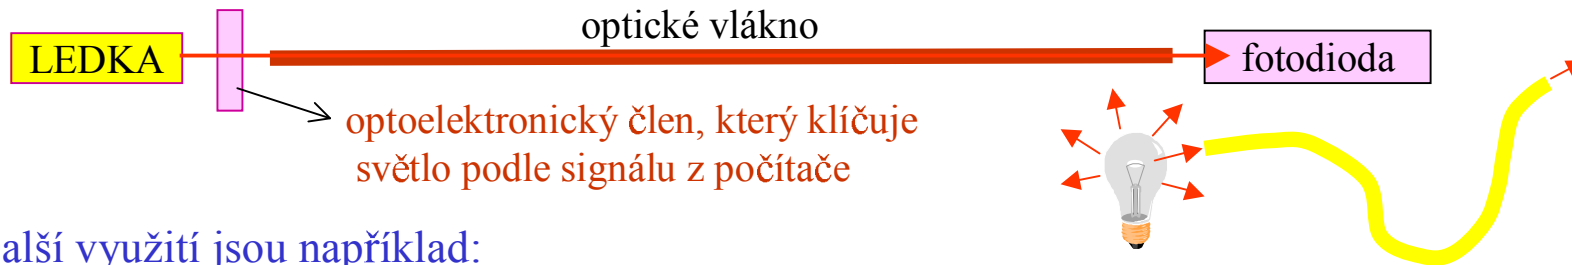 optické vlákno
LEDKA
fotodioda
optoelektronický člen, který klíčuje
světlo podle signálu z počítače
alší využití jsou například: